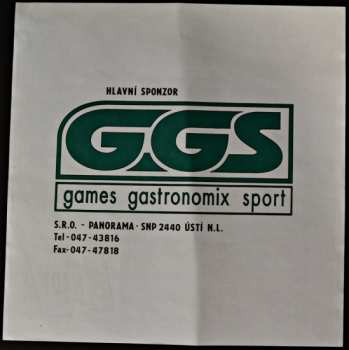 HLAVNÍ SPONZOR
GGS
games gastronomix sport
S.R.O. - PANORAMA - SNP 2440 ÚSTÍ N.L.
Tel-047-43816
Fax-047-47818